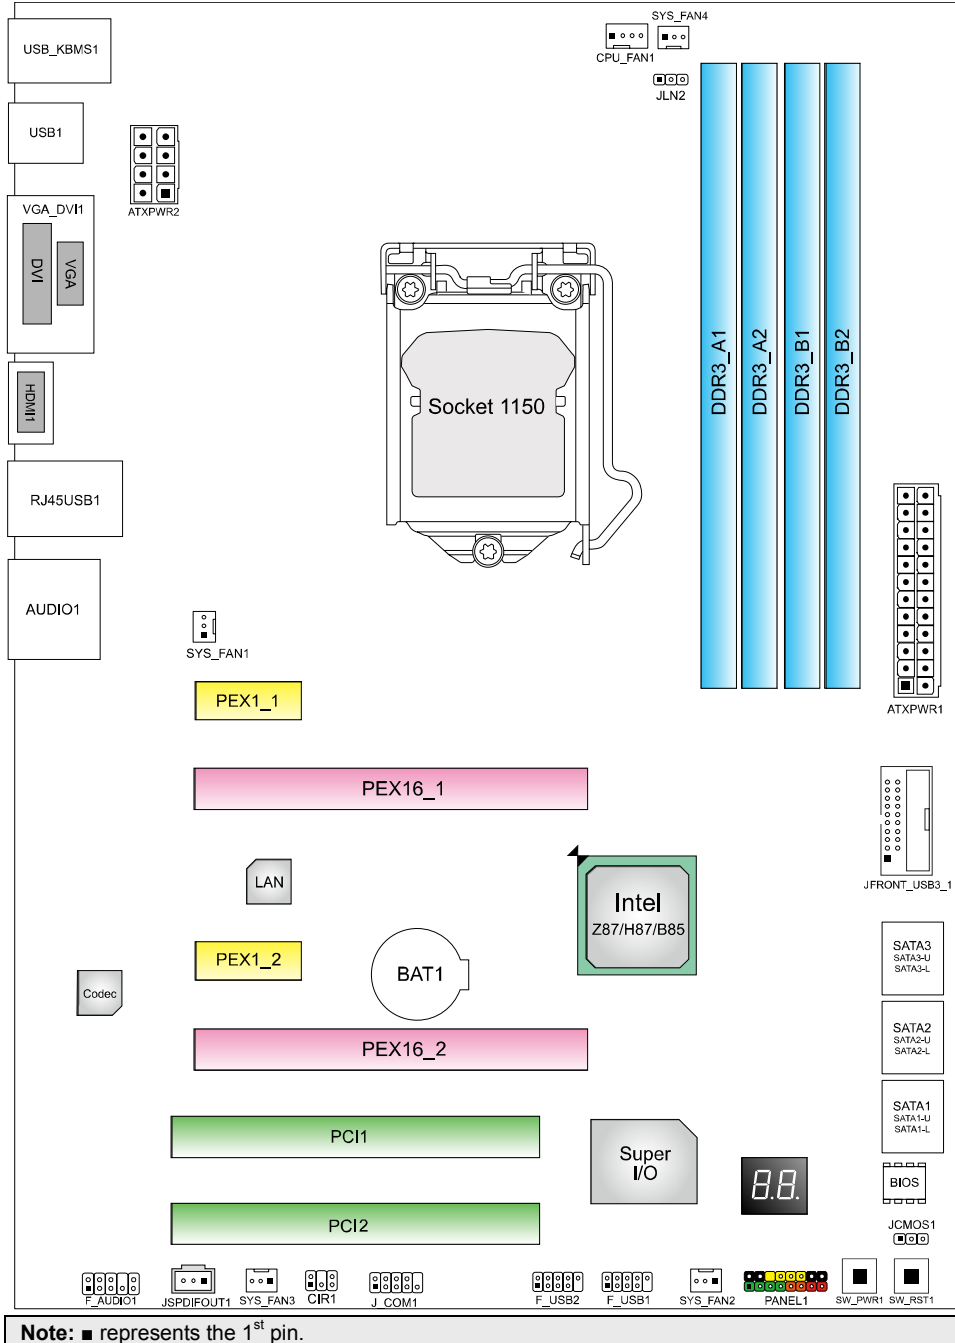 SYS_FAN4
USB_KBMS1
CPU_FAN1
JLN2
USB1
ATXPWR2
VGA_DVI1
DVI
VGA
HDMI1
Socket 1150
DDR3_A1
DDR3_A2
DDR3_B1
DDR3_B2
RJ45USB1
AUDIO1
SYS_FAN1
PEX1_1
ATXPWR1
PEX16_1
LAN
JFRONT_USB3_1
Intel
Z87/H87/B85
SATA3
SATA3-U
SATA3-L
PEX1_2
BAT1
Codec
SATA2
SATA2-U
SATA2-L
PEX16_2
SATA1
SATA1-U
SATA1-L
PCI1
Super
I/O
8.8.
BIOS
PCI2
JCMOS1
F_AUDIO1
JSPDIFOUT1
SYS_FAN3
CIR1
J_COM1
F_USB2
F_USB1
SYS_FAN2
PANEL1
SW_PWR1
SW_RST1
Note: ■ represents the 1st pin.